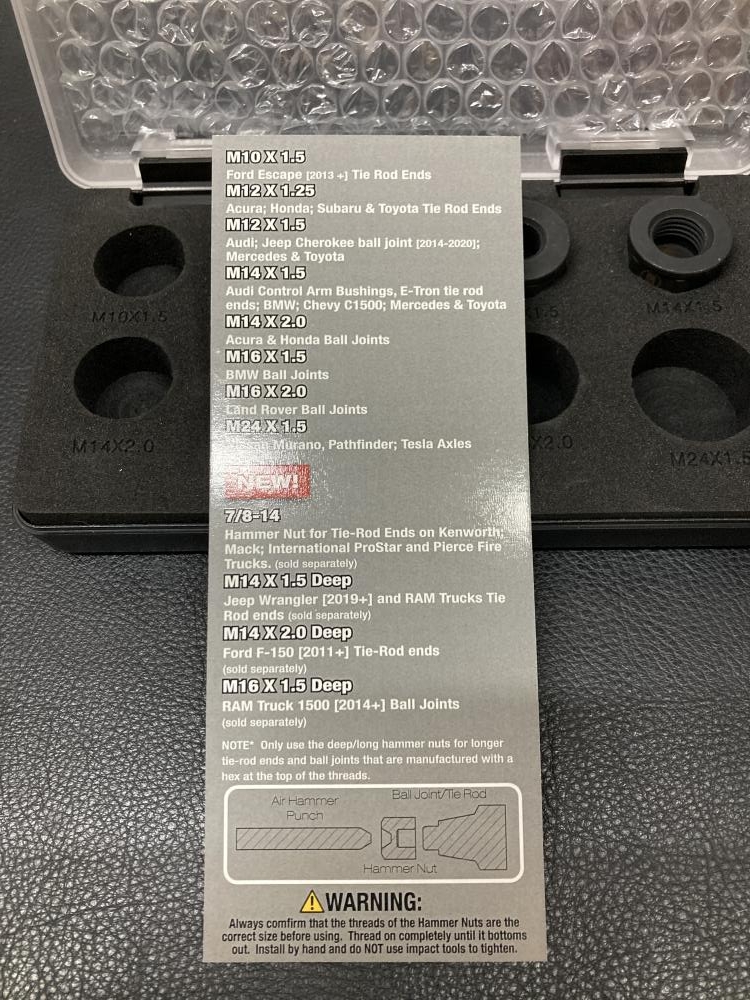 M10 X 1.5
Ford Escape [2013 +] Tie Rod Ends
M12 X 1.25
Acura; Honda; Subaru & Toyota Tie Rod Ends
M12 X 1.5
Audi; Jeep Cherokee ball joint [2014-2020];
Mercedes & Toyota
M14 X 1.5
Audi Control Arm Bushings, E-Tron tie rod
ends; BMW; Chevy C1500; Mercedes & Toyota
M14 X 2.0
Acura & Honda Ball Joints
M16 X 1.5
BMW Ball Joints
M16 X 2.0
Land Rover Ball Joints
M24 X 1.5
Murano, Pathfinder; Tesla Axles
NEW!
7/8-14
Hammer Nut for Tie-Rod Ends on Kenworth;
Mack; International ProStar and Pierce Fire
Trucks. (sold separately)
M14 X 1.5 Deep
Jeep Wrangler [2019+] and RAM Trucks Tie
Rod ends (sold separately)
M14 X 2.0 Deep
Ford F-150 [2011+] Tie-Rod ends
(sold separately)
M16 X 1.5 Deep
RAM Truck 1500 [2014+] Ball Joints
(sold separately)
NOTE* Only use the deep/long hammer nuts for longer
tie-rod ends and ball joints that are manufactured with a
hex at the top of the threads.
Air Hammer
Punch
Ball Joint/Tie Rod
Hammer Nut
WARNING:
Always comfirm that the threads of the Hammer Nuts are the
correct size before using. Thread on completely until it bottoms
out. Install by hand and do NOT use impact tools to tighten.
M10X1.5
X1.5
M14X1.5
M14X2.0
X2.0
M24X1.5